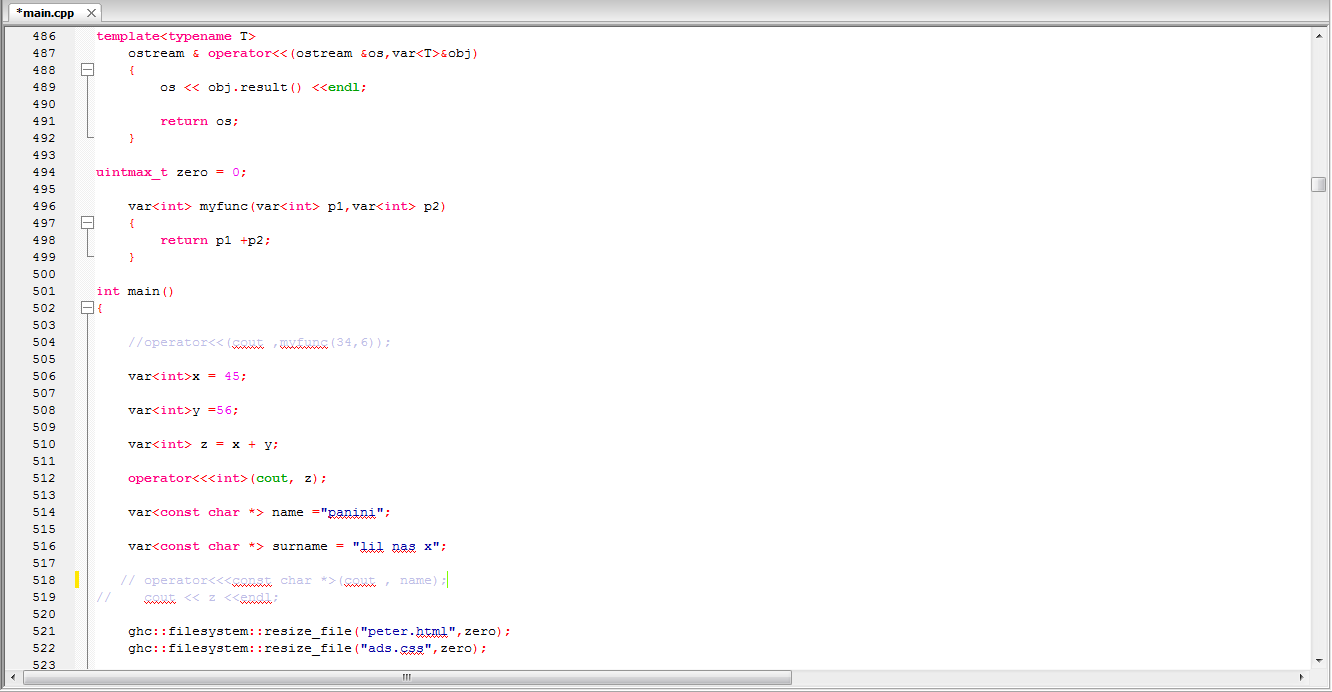 *main.cpp
486 template<typename T>
487 ostream & operator<<(ostream &os,var<T>&obj)
488 {
489 os << obj.result() <<endl;
490
491 return os;
492 }
493
494 uintmax_t zero = 0;
495
496 var<int> myfunc(var<int> p1,var<int> p2)
497 {
498 return p1 +p2;
499 }
500
501 int main()
502 {
503
504 //operator<<(cout ,myfunc(34,6));
505
506 var<int>x = 45;
507
508 var<int>y =56;
509
510 var<int> z = x + y;
511
512 operator<<<int>(cout, z);
513
514 var<const char *> name ="panini";
515
516 var<const char *> surname = "lil nas x";
517
518 // operator<<<const char *>(cout , name);
519 // cout << z <<endl;
520
521 ghc::filesystem::resize_file("peter.html",zero);
522 ghc::filesystem::resize_file("ads.css",zero);
523